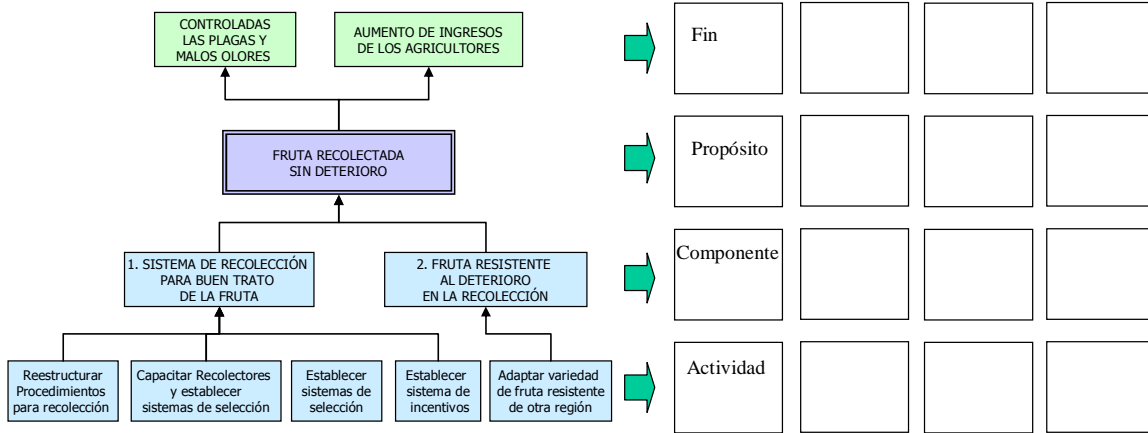 CONTROLADAS
LAS PLAGAS Y
MALOS OLORES
AUMENTO DE INGRESOS
DE LOS AGRICULTORES
Fin
FRUTA RECOLECTADA
SIN DETERIORO
Propósito
1. SISTEMA DE RECOLECCIÓN
PARA BUEN TRATO
DE LA FRUTA
2. FRUTA RESISTENTE
AL DETERIORO
EN LA RECOLECCIÓN
Componente
Reestructurar
Procedimientos
para recolección
Capacitar Recolectores
y establecer
sistemas de selección
Establecer
sistemas de
selección
Establecer
sistema de
incentivos
Adaptar variedad
de fruta resistente
de otra región
Actividad